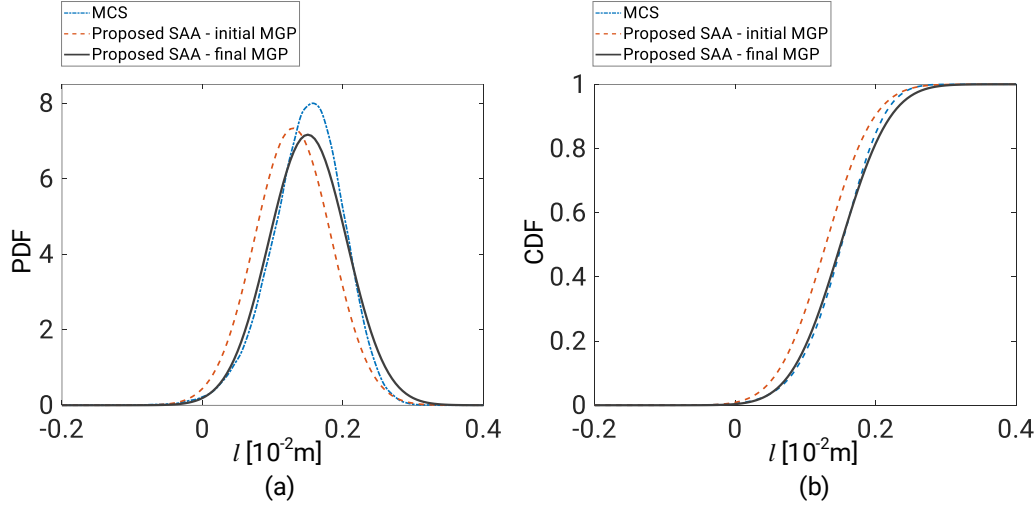 MCS
Proposed SAA - initial MGP
Proposed SAA - final MGP
PDF
8
6
4
2
0
-0.2
0
0.2
0.4
l [10⁻²m]
(a)
MCS
Proposed SAA - initial MGP
Proposed SAA - final MGP
CDF
1
0.8
0.6
0.4
0.2
0
-0.2
0
0.2
0.4
l [10⁻²m]
(b)